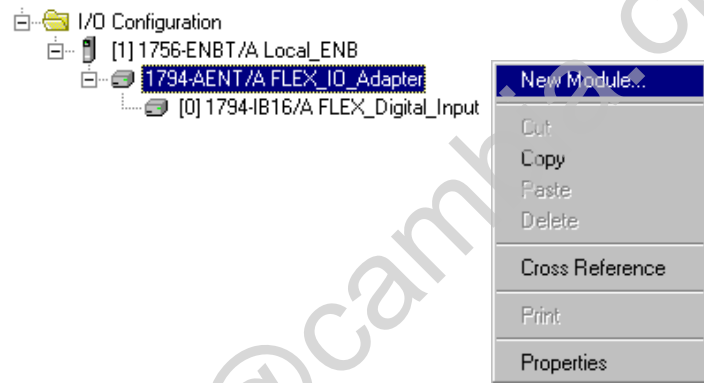 I/O Configuration
[1] 1756-ENBT/A Local_ENB
1794-AENT/A FLEX_IO_Adapter
[0] 1794-IB16/A FLEX_Digital_Input
New Module...
Cut
Copy
Paste
Delete
Cross Reference
Print
Properties
@cambia.c